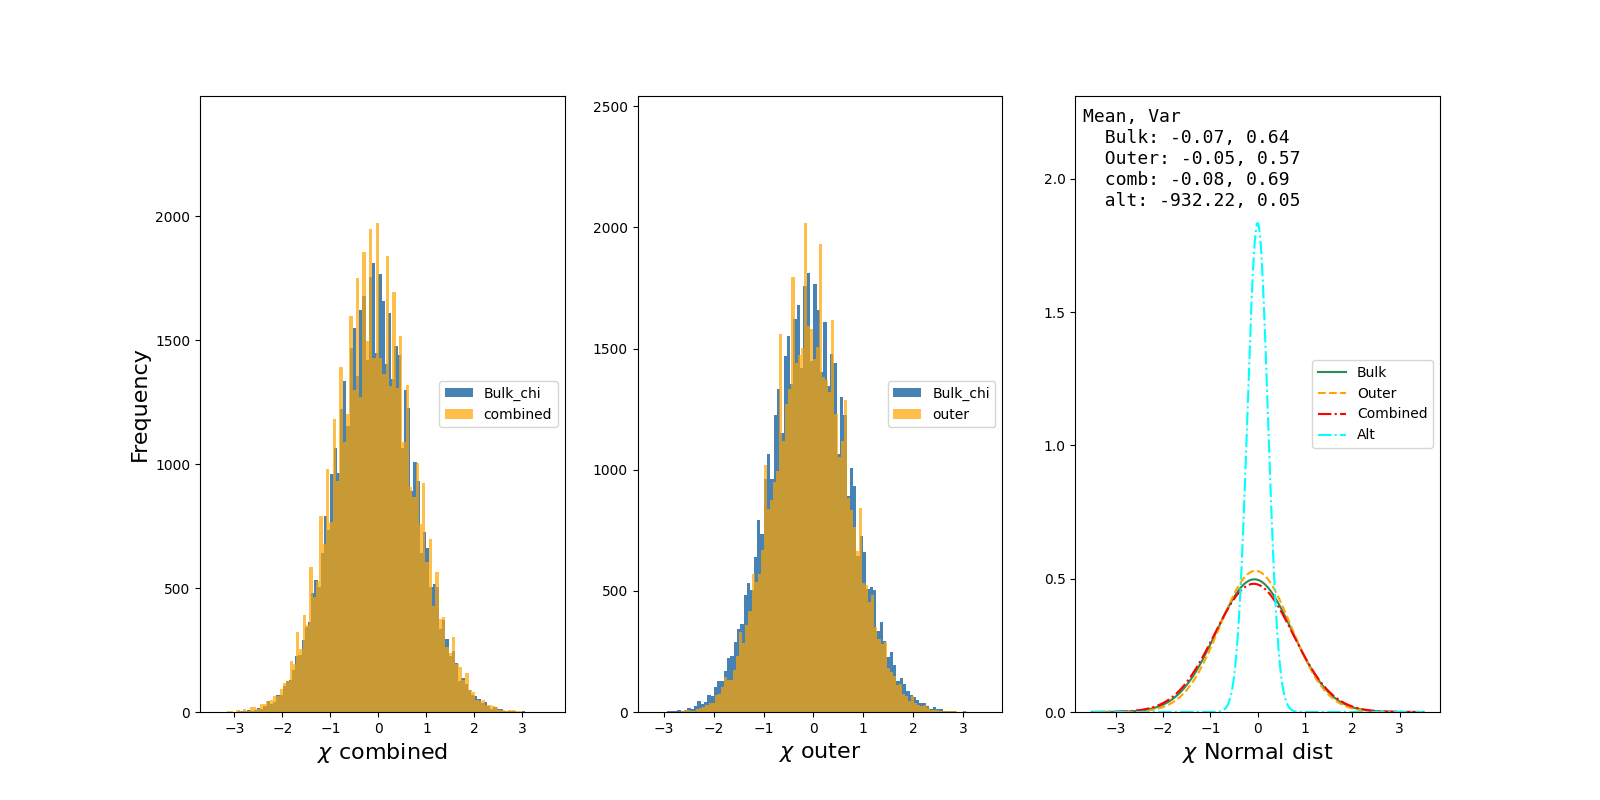 Frequency
2000
1500
1000
500
0
−3 −2 −1 0 1 2 3
χ combined
Bulk_chi
combined
2500
2000
1500
1000
500
0
−3 −2 −1 0 1 2 3
χ outer
Bulk_chi
outer
Mean, Var
Bulk: -0.07, 0.64
Outer: -0.05, 0.57
comb: -0.08, 0.69
alt: -932.22, 0.05
2.0
1.5
1.0
0.5
0.0
−3 −2 −1 0 1 2 3
χ Normal dist
Bulk
Outer
Combined
Alt